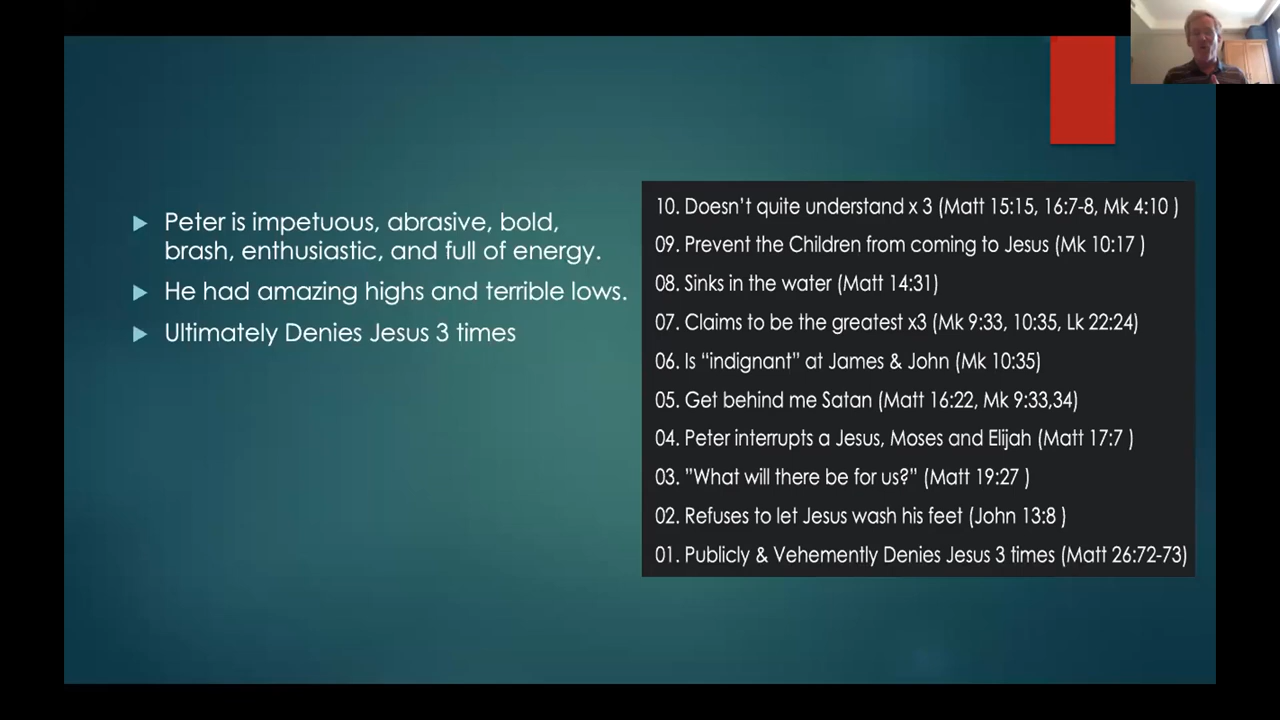 Peter is impetuous, abrasive, bold,
brash, enthusiastic, and full of energy.
He had amazing highs and terrible lows.
Ultimately Denies Jesus 3 times
10. Doesn't quite understand x 3 (Matt 15:15, 16:7-8, Mk 4:10 )
09. Prevent the Children from coming to Jesus (Mk 10:17 )
08. Sinks in the water (Matt 14:31)
07. Claims to be the greatest x3 (Mk 9:33, 10:35, Lk 22:24)
06. Is “indignant” at James & John (Mk 10:35)
05. Get behind me Satan (Matt 16:22, Mk 9:33,34)
04. Peter interrupts a Jesus, Moses and Elijah (Matt 17:7 )
03. ”What will there be for us?” (Matt 19:27 )
02. Refuses to let Jesus wash his feet (John 13:8 )
01. Publicly & Vehemently Denies Jesus 3 times (Matt 26:72-73)